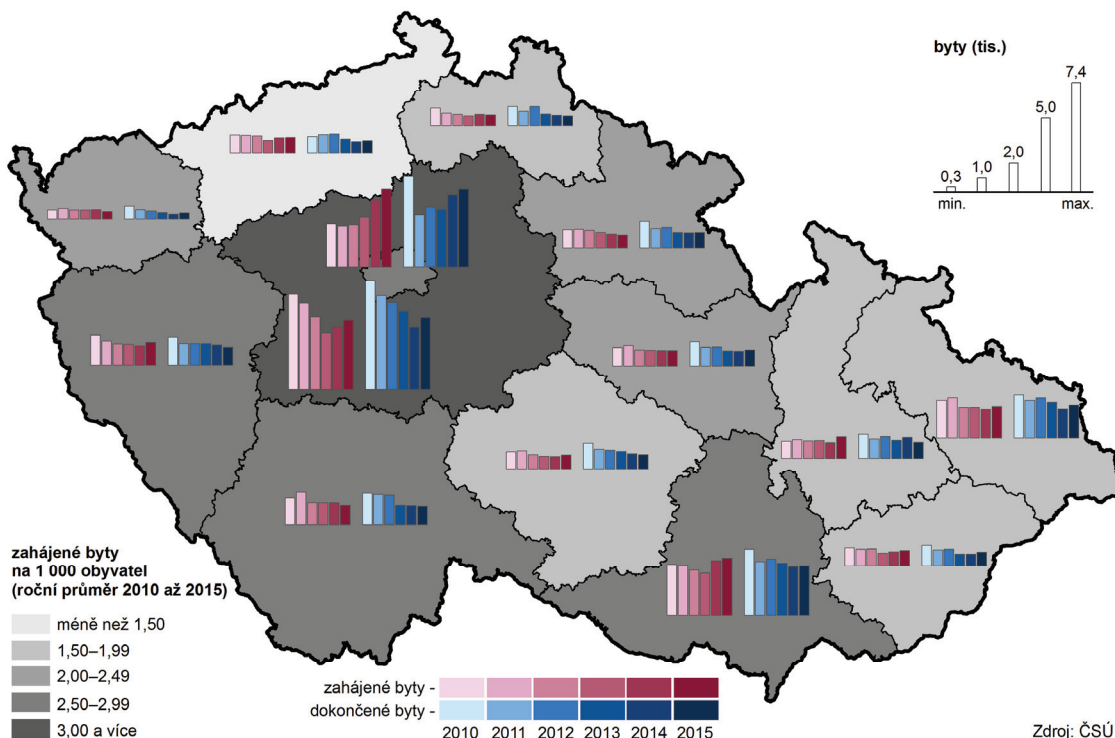 byty (tis.)
7,4
5,0
2,0
1,0
0,3
min.
max.
zahájené byty
na 1 000 obyvatel
(roční průměr 2010 až 2015)
méně než 1,50
1,50–1,99
2,00–2,49
2,50–2,99
3,00 a více
zahájené byty -
dokončené byty -
2010 2011 2012 2013 2014 2015
Zdroj: ČSÚ